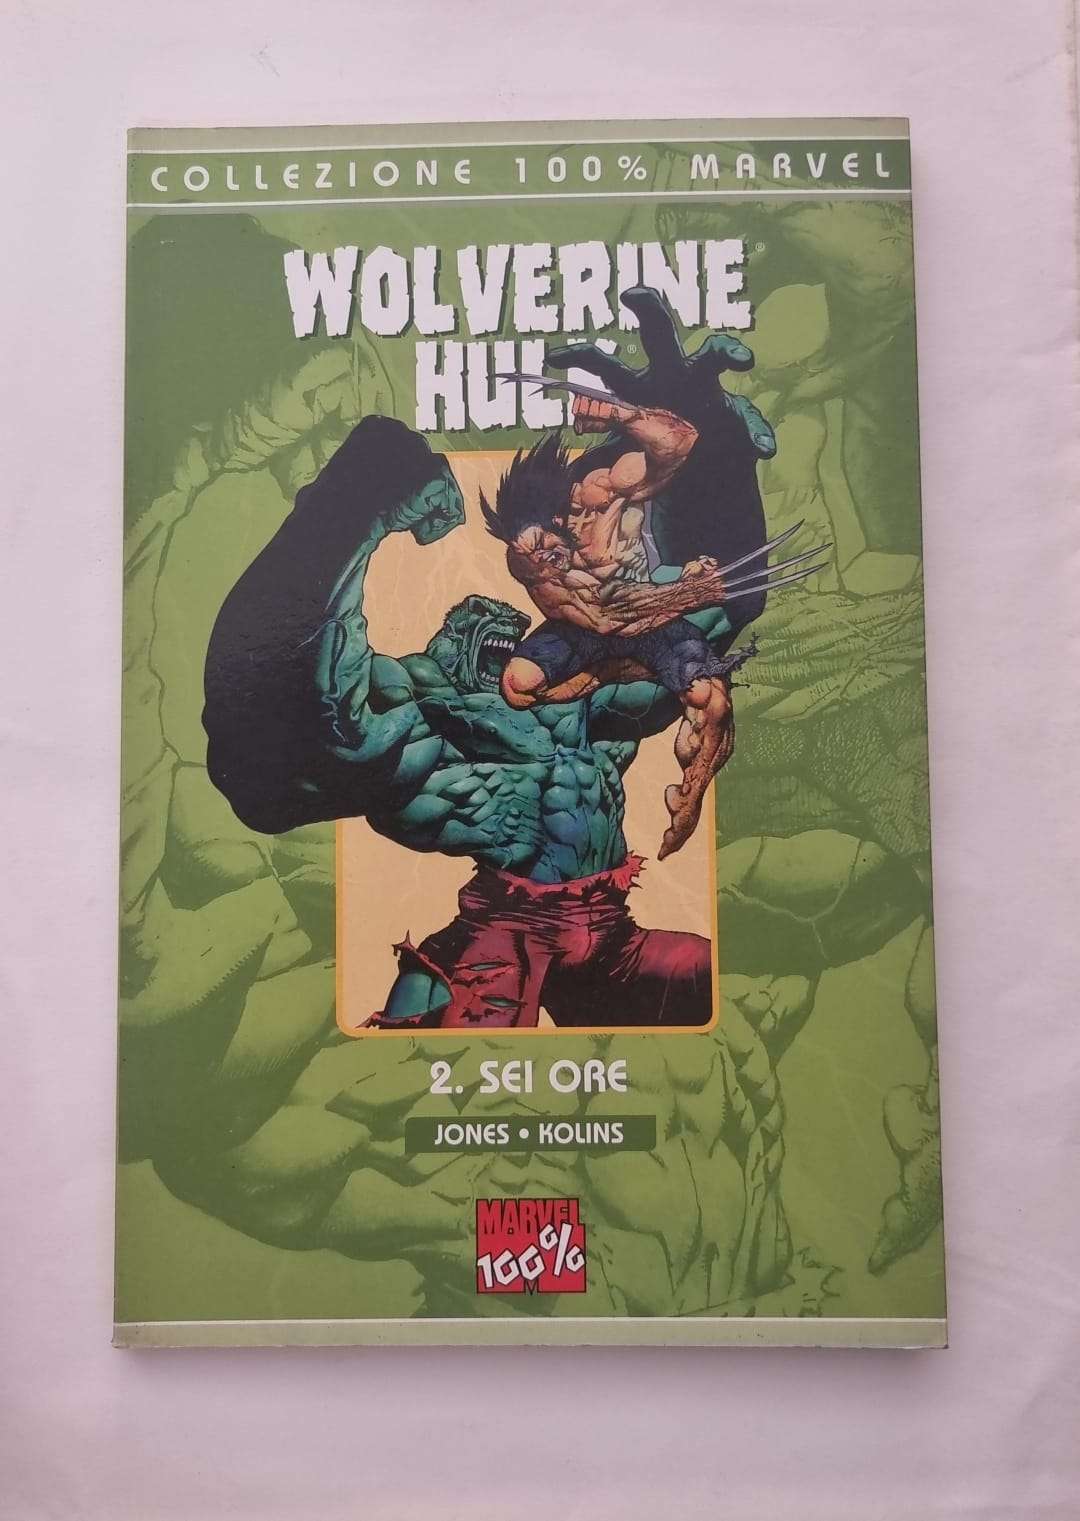 COLLEZIONE 100% MARVEL
WOLVERINE®
HULK®
2. SEI ORE
JONES • KOLINS
MARVEL
100%